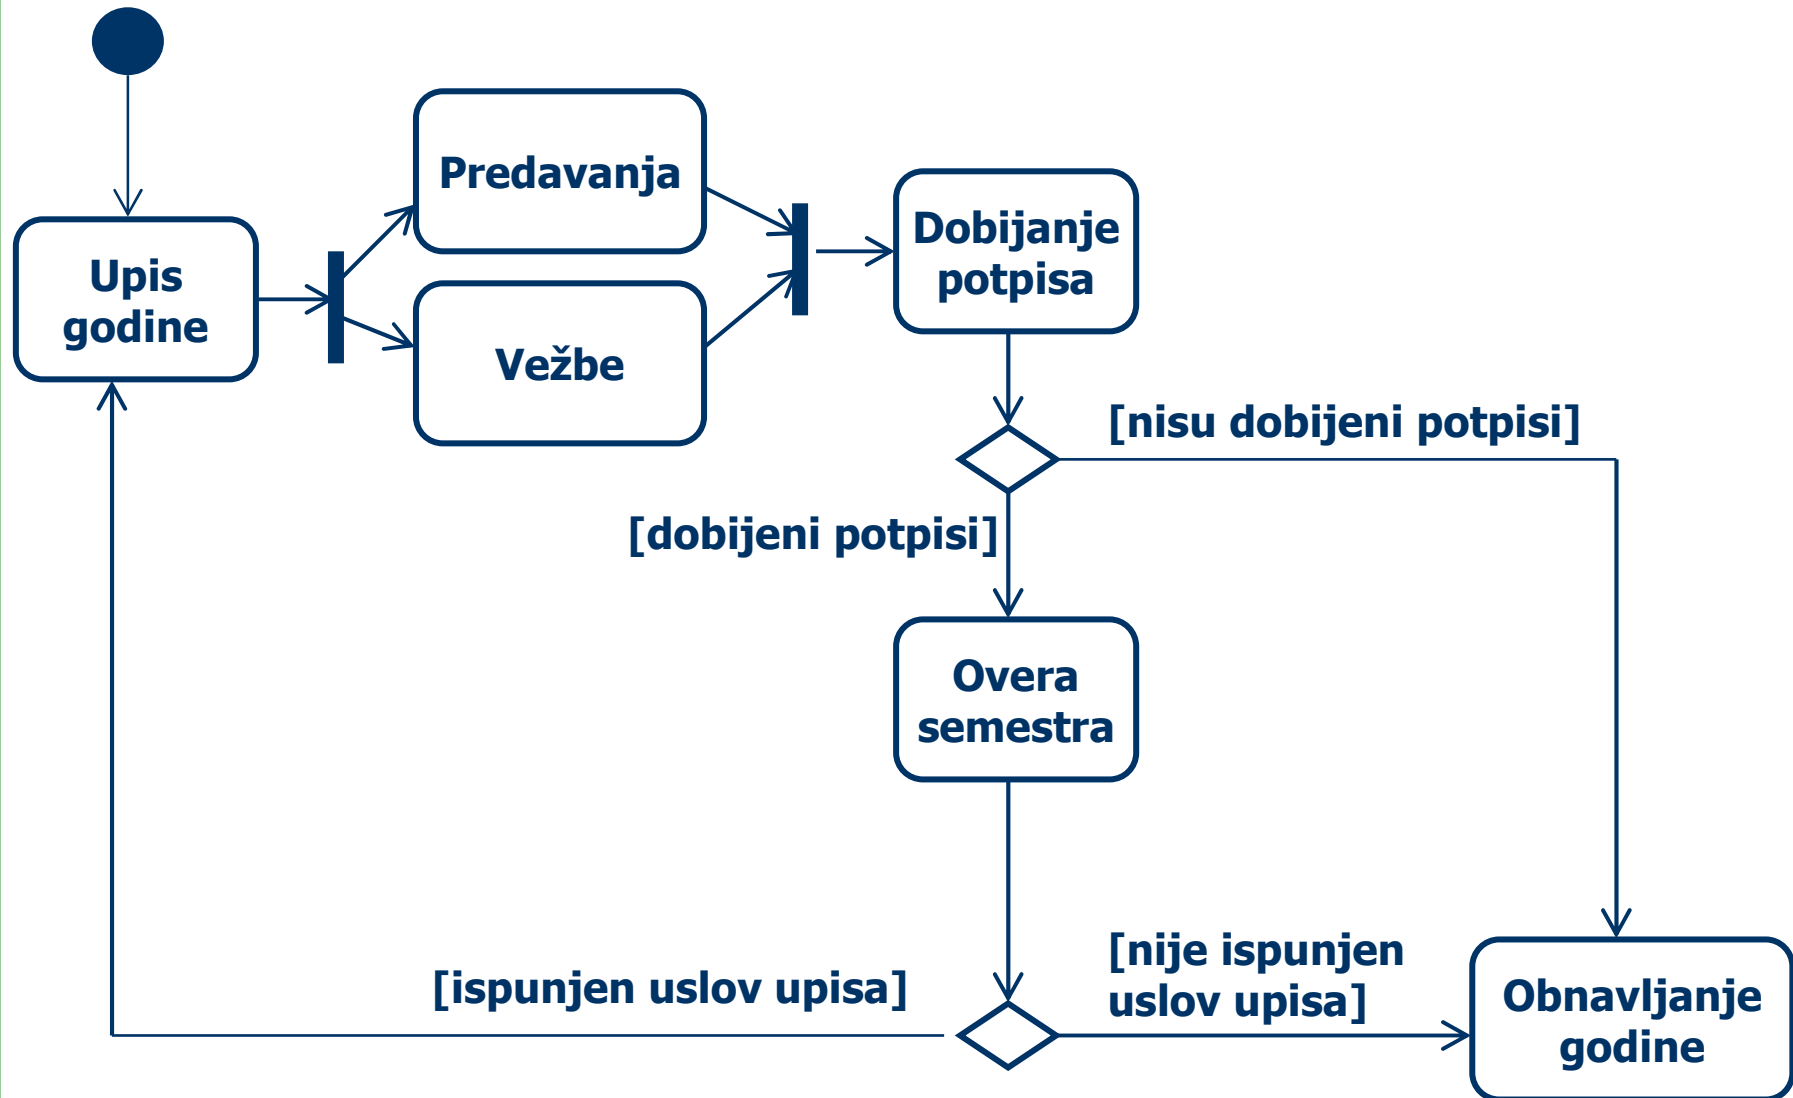 Predavanja
Upis
godine
Vežbe
Dobijanje
potpisa
[nisu dobijeni potpisi]
[dobijeni potpisi]
Overa
semestra
[ispunjen uslov upisa]
[nije ispunjen
uslov upisa]
Obnavljanje
godine